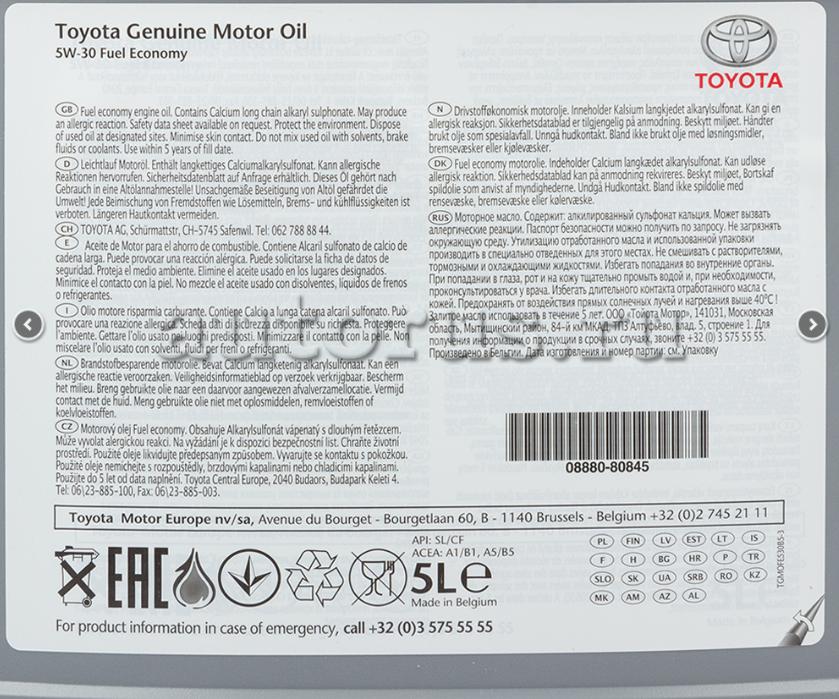 Toyota Genuine Motor Oil
5W-30 Fuel Economy
TOYOTA
GB Fuel economy engine oil. Contains Calcium long chain alkaryl sulphonate. May produce
an allergic reaction. Safety data sheet available on request. Protect the environment. Dispose
of used oil at designated sites. Minimise skin contact. Do not mix used oil with solvents, brake
fluids or coolants. Use within 5 years of fill date.
D Leichtlauf Motoröl. Enthält langkettiges Calciumalkarylsulfonat. Kann allergische
Reaktionen hervorrufen. Sicherheitsdatenblatt auf Anfrage erhältlich. Dieses Öl gehört nach
Gebrauch in eine Altölannahmestelle! Unsachgemäße Beseitigung von Altöl gefährdet die
Umwelt! Jede Beimischung von Fremdstoffen wie Lösemitteln, Brems- und kühlflüssigkeiten ist
verboten. Längeren Hautkontakt vermeiden.
CH TOYOTA AG, Schürmattstr, CH-5745 Safenwil. Tel: 062 788 88 44.
E Aceite de Motor para el ahorro de combustible. Contiene Alcaril sulfonato de calcio de
cadena larga. Puede provocar una reacción alérgica. Puede solicitarse la ficha de datos de
seguridad. Proteja el medio ambiente. Elimine el aceite usado en los lugares designados.
Minimice el contacto con la piel. No mezcle el aceite usado con disolventes, líquidos de frenos
o refrigerantes.
I Olio motore risparmia carburante. Contiene Calcio a lunga catena alcaril sulfonato. Può
provocare una reazione allergica. Scheda dati di sicurezza disponibile su richiesta. Proteggere
l'ambiente. Gettare l'olio usato nei luoghi predefiniti. Minimizzare il contatto con la pelle. Non
miscelare l'olio usato con solventi, oli per freni o refrigeranti.
NL Brandstofbesparende motorolie. Bevat Calcium langketenig alkarylsulfonaat. Kan een
allergische reactie veroorzaken. Veiligheidsinformatieblad op verzoek verkrijgbaar. Bescherm
het milieu. Breng gebruikte olie naar een daarvoor aangewezen afvalverzamellocatie. Vermijd
contact met de huid. Meng gebruikte olie niet met oplosmiddelen, remvloeistoffen of
koelvloeistoffen.
CZ Motorový olej Fuel economy. Obsahuje Alkarylsulfonát vápenatý s dlouhým řetězcem.
Může vyvolat alergickou reakci. Na vyžádání je k dispozici bezpečnostní list. Chraňte životní
prostředí. Použité oleje likvidujte předepsaným způsobem. Vyvarujte se kontaktu s pokožkou.
Použité oleje nemíchejte s rozpouštědly, brzdovými kapalinami nebo chladicími kapalinami.
Použijte do 5 let od data naplnění. Toyota Central Europe, 2040 Budaors, Budapark Keleti 4.
Tel: 06\23-885-100, Fax: 06\23-885-003.
N Drivstofføkonomisk motorolje. Inneholder Kalsium langkjedet alkarylsulfonat. Kan gi en
allergisk reaksjon. Sikkerhetsdatablad er tilgjengelig på anmodning. Beskytt miljøet. Håndter
brukt olje som spesialavfall. Unngå hudkontakt. Bland ikke brukt olje med løsningsmidler,
bremsevæsker eller kjølevæsker.
DK Fuel economy motorolie. Indeholder Calcium langkædet alkarylsulfonat. Kan udløse
allergisk reaktion. Sikkerhedsdatablad kan på anmodning rekvireres. Beskyt miljøet, Bortskaf
spildolie som anvist af myndighederne. Undgå Hudkontakt. Bland ikke spildolie med
rensevæske, bremsevæske eller kølervæske.
RUS Моторное масло. Содержит: алкилированный сульфонат кальция. Может вызвать
аллергические реакции. Паспорт безопасности можно получить по запросу. Не загрязнять
окружающую среду. Утилизацию отработанного масла и использованной упаковки
производить в специально отведенных для этого местах. Не смешивать с растворителями,
тормозными и охлаждающими жидкостями. Избегать попадания во внутренние органы.
При попадании в глаза, рот и на кожу тщательно промыть водой и, при необходимости,
проконсультироваться у врача. Избегать длительного контакта отработанного масла с
кожей. Предохранять от воздействия прямых солнечных лучей и нагревания выше 40°C !
Залитое масло использовать в течение 5 лет. ООО «Тойота Мотор», 141031, Московская
область, Мытищинский район, 84-й км МКАД, ТПЗ Алтуфьево, влад. 5, строение 1. Для
получения информации о продукции в случае крайней необходимости, звоните +32 (0) 3 575 55 55.
Произведено в Бельгии. Дата изготовления и номер партии: см. Упаковку
autorus.ru
08880-80845
Toyota Motor Europe nv/sa, Avenue du Bourget - Bourgetlaan 60, B - 1140 Brussels - Belgium +32 (0)2 745 21 11
EAC
API: SL/CF
ACEA: A1/B1, A5/B5
5L e
Made in Belgium
PL FIN LV EST LT IS
F H BG HR P TR
SLO SK UA SRB RO KZ
MK AM AZ AL
TGMOFE530B5-3
For product information in case of emergency, call +32 (0)3 575 55 55